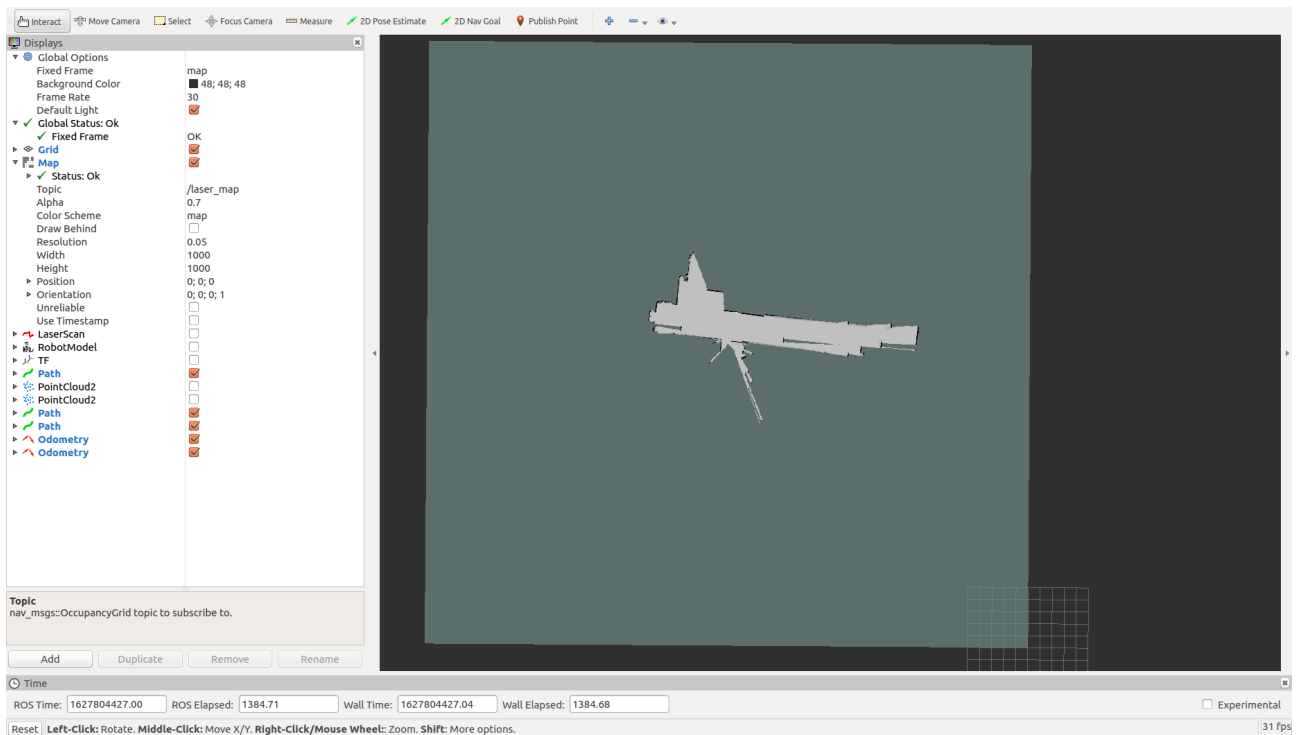 Interact Move Camera Select Focus Camera Measure 2D Pose Estimate 2D Nav Goal Publish Point
Displays
Global Options
Fixed Frame map
Background Color 48; 48; 48
Frame Rate 30
Default Light
Global Status: Ok
Fixed Frame OK
Grid
Map
Status: Ok
Topic /laser_map
Alpha 0.7
Color Scheme map
Draw Behind
Resolution 0.05
Width 1000
Height 1000
Position 0; 0; 0
Orientation 0; 0; 0; 1
Unreliable
Use Timestamp
LaserScan
RobotModel
TF
Path
PointCloud2
PointCloud2
Path
Path
Odometry
Odometry
Topic
nav_msgs::OccupancyGrid topic to subscribe to.
Add Duplicate Remove Rename
Time
ROS Time: 1627804427.00 ROS Elapsed: 1384.71 Wall Time: 1627804427.04 Wall Elapsed: 1384.68 Experimental
Reset Left-Click: Rotate. Middle-Click: Move X/Y. Right-Click/Mouse Wheel:: Zoom. Shift: More options. 31 fps